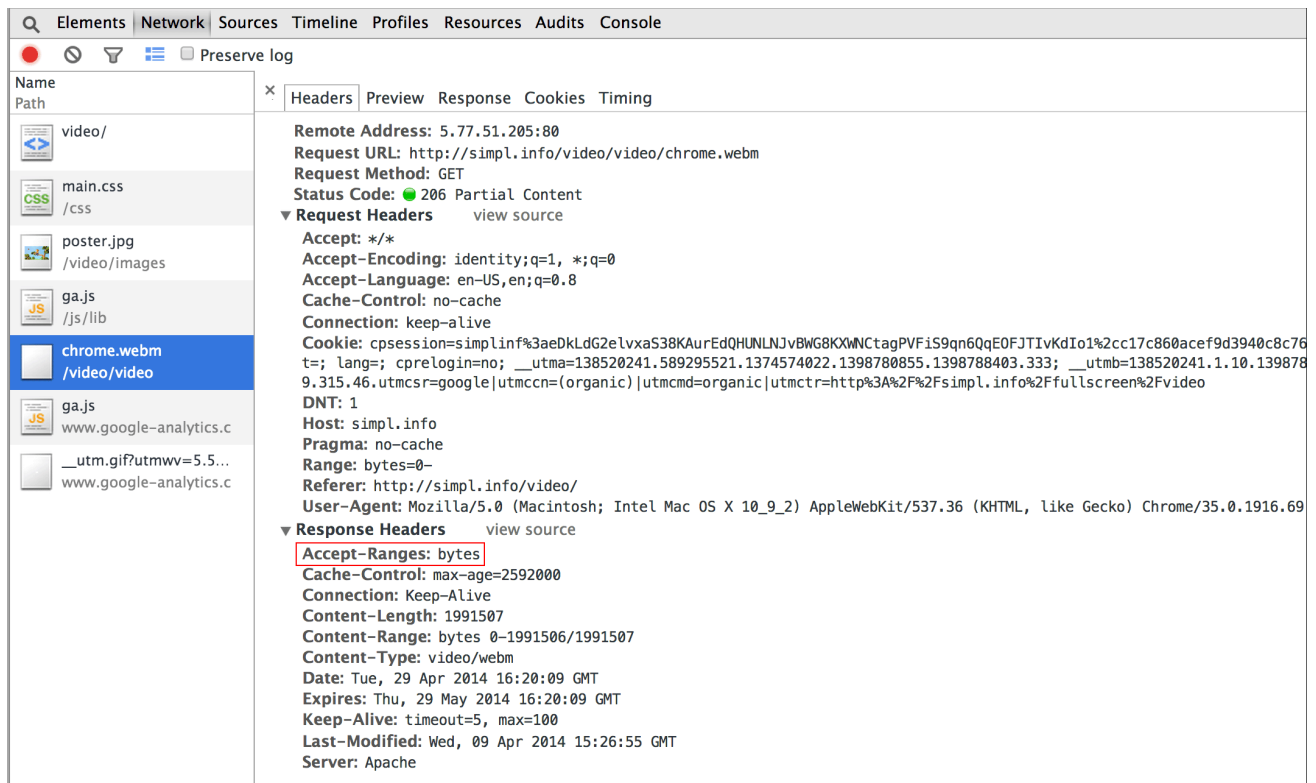 Elements Network Sources Timeline Profiles Resources Audits Console
Preserve log
Name
Path
video/
main.css
/css
poster.jpg
/video/images
ga.js
/js/lib
chrome.webm
/video/video
ga.js
www.google-analytics.c
__utm.gif?utmwv=5.5...
www.google-analytics.c
× Headers Preview Response Cookies Timing
Remote Address: 5.77.51.205:80
Request URL: http://simpl.info/video/video/chrome.webm
Request Method: GET
Status Code: 206 Partial Content
▼ Request Headers view source
Accept: */*
Accept-Encoding: identity;q=1, *;q=0
Accept-Language: en-US,en;q=0.8
Cache-Control: no-cache
Connection: keep-alive
Cookie: cpsession=simplinf%3aeDkLdG2elvxaS38KAurEdQHUNLNJvBWG8KXWNCtagPVFiS9qn6QqEOFJTIvKdIo1%2cc17c860acef9d3940c8c76
t=; lang=; cprelogin=no; __utma=138520241.589295521.1374574022.1398780855.1398788403.333; __utmb=138520241.1.10.139878
9.315.46.utmcsr=google|utmccn=(organic)|utmcmd=organic|utmctr=http%3A%2F%2Fsimpl.info%2Ffullscreen%2Fvideo
DNT: 1
Host: simpl.info
Pragma: no-cache
Range: bytes=0-
Referer: http://simpl.info/video/
User-Agent: Mozilla/5.0 (Macintosh; Intel Mac OS X 10_9_2) AppleWebKit/537.36 (KHTML, like Gecko) Chrome/35.0.1916.69
▼ Response Headers view source
Accept-Ranges: bytes
Cache-Control: max-age=2592000
Connection: Keep-Alive
Content-Length: 1991507
Content-Range: bytes 0-1991506/1991507
Content-Type: video/webm
Date: Tue, 29 Apr 2014 16:20:09 GMT
Expires: Thu, 29 May 2014 16:20:09 GMT
Keep-Alive: timeout=5, max=100
Last-Modified: Wed, 09 Apr 2014 15:26:55 GMT
Server: Apache